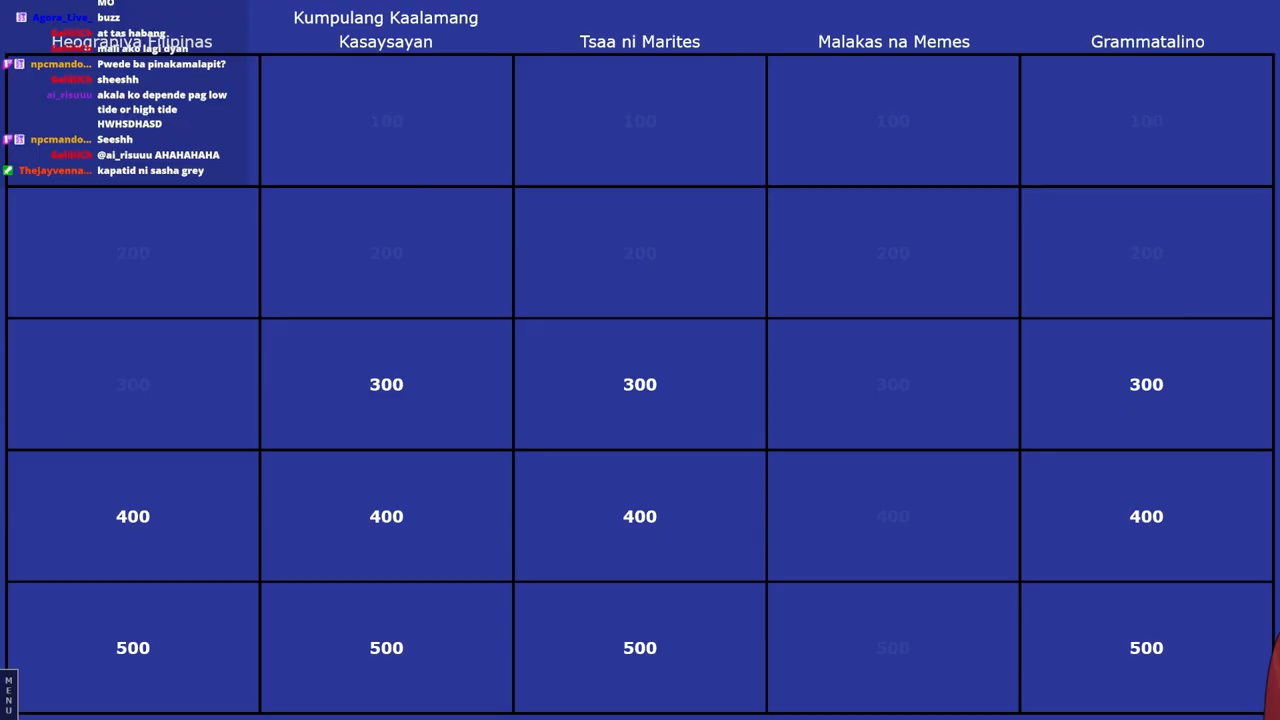 MO
Agora_Live_ buzz
at tas habang
mali ako lagi dyan
npcmando... Pwede ba pinakamalapit?
sheeshh
ai_risuuu akala ko depende pag low
tide or high tide
HWHSDHASD
npcmando... Seeshh
@ai_risuuu AHAHAHAHA
TheJayvenna... kapatid ni sasha grey
Heograpiya Filipinas
Kumpulang Kaalamang
Kasaysayan
Tsaa ni Marites
Malakas na Memes
Grammatalino
100 100 100 100
200 200 200 200 200
300 300 300 300 300
400 400 400 400 400
500 500 500 500 500
MENU